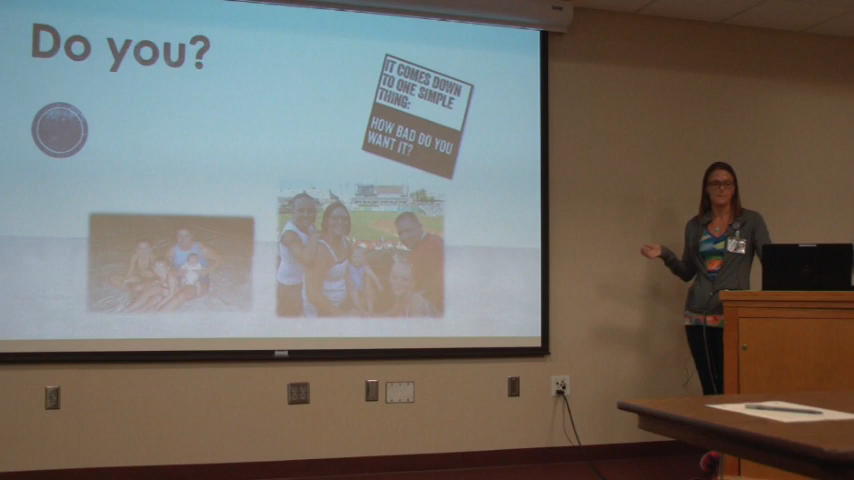 Do you?
IT COMES DOWN
TO ONE SIMPLE
THING:
HOW BAD DO YOU
WANT IT?